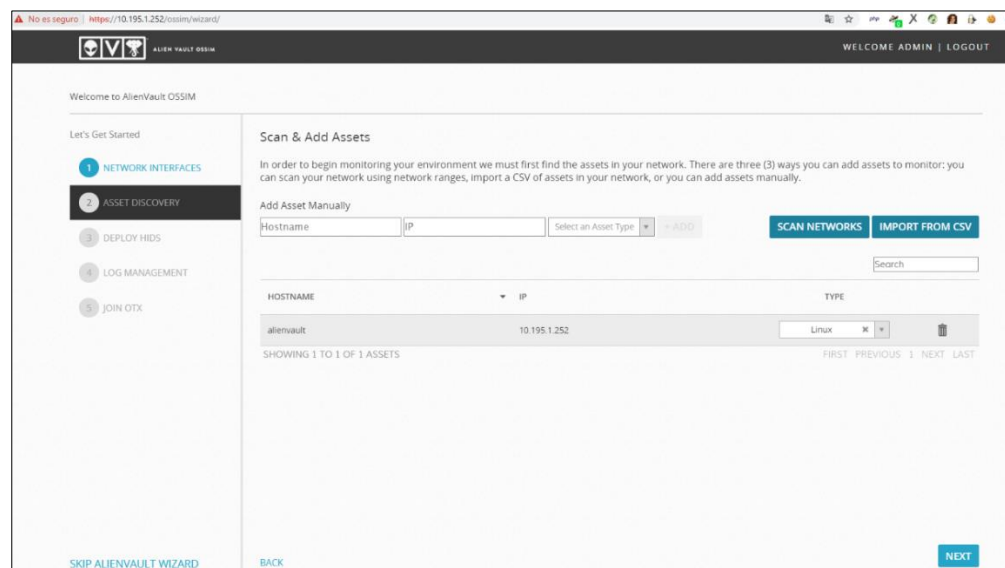 No es seguro | https://10.195.1.252/ossim/wizard/
ALIEN VAULT OSSIM
WELCOME ADMIN | LOGOUT
Welcome to AlienVault OSSIM
Let's Get Started
1 NETWORK INTERFACES
2 ASSET DISCOVERY
3 DEPLOY HIDS
4 LOG MANAGEMENT
5 JOIN OTX
Scan & Add Assets
In order to begin monitoring your environment we must first find the assets in your network. There are three (3) ways you can add assets to monitor: you
can scan your network using network ranges, import a CSV of assets in your network, or you can add assets manually.
Add Asset Manually
Hostname IP Select an Asset Type + ADD SCAN NETWORKS IMPORT FROM CSV
Search
HOSTNAME IP TYPE
alienvault 10.195.1.252 Linux
SHOWING 1 TO 1 OF 1 ASSETS FIRST PREVIOUS 1 NEXT LAST
SKIP ALIENVAULT WIZARD BACK NEXT